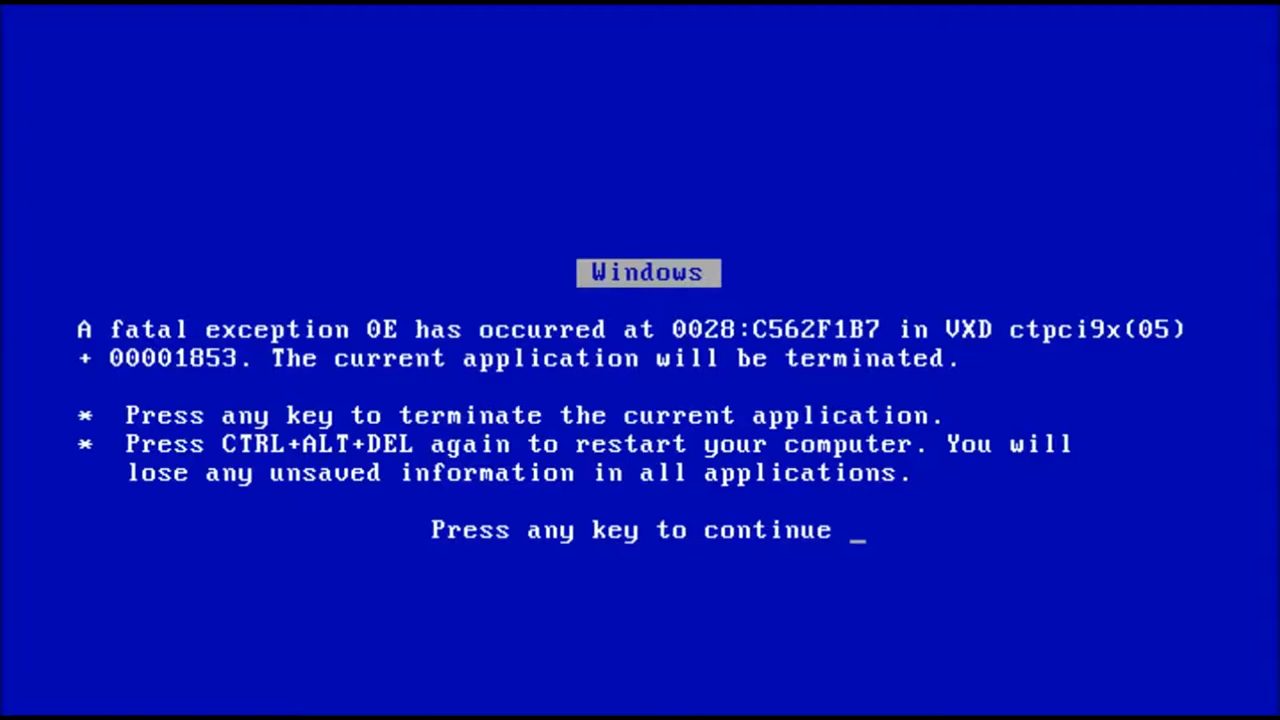 Windows
A fatal exception 0E has occurred at 0028:C562F1B7 in VXD ctpci9x(05)
+ 00001853. The current application will be terminated.
* Press any key to terminate the current application.
* Press CTRL+ALT+DEL again to restart your computer. You will
lose any unsaved information in all applications.
Press any key to continue _